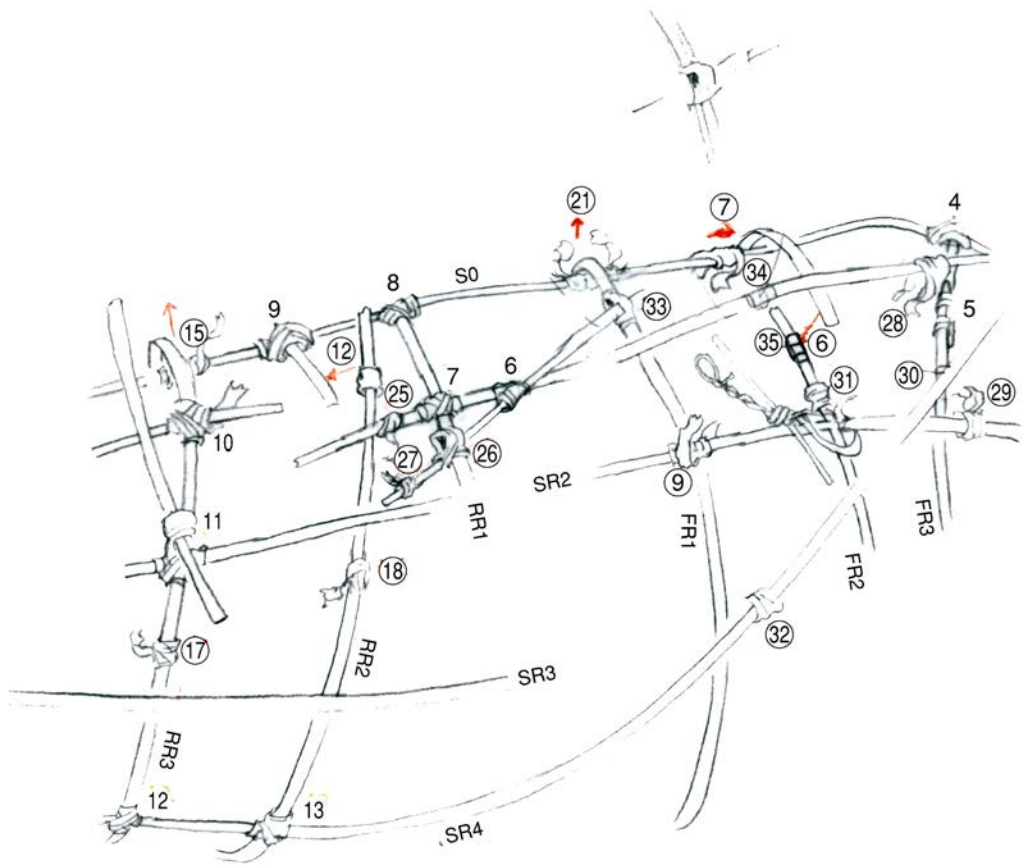 ㉑
⑦
4
8
S0
㉞
9
⑮
㉝
㉘
5
⑫
㉟
⑥
7
6
㉚
㉕
㉛
㉙
10
㉗
㉖
SR2
⑨
11
RR1
FR1
FR3
FR2
⑱
⑰
㉜
RR2
SR3
RR3
12
13
SR4